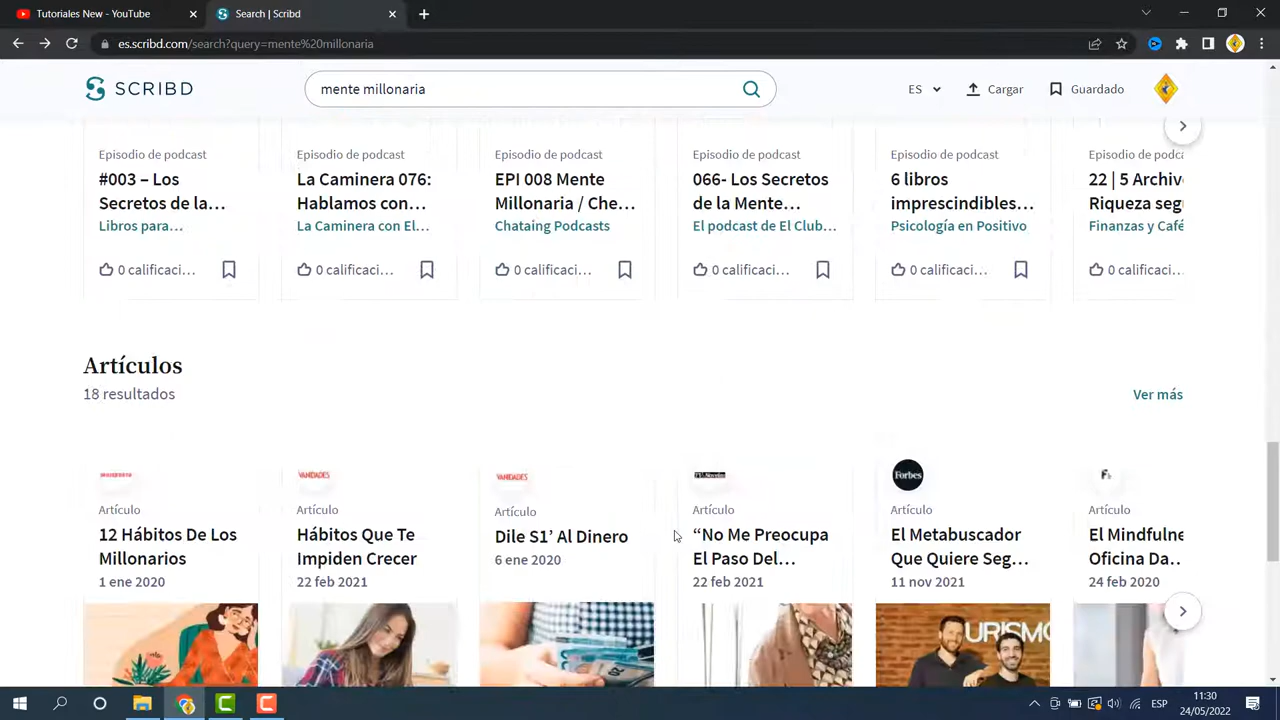 Tutoriales New - YouTube
Search | Scribd
es.scribd.com/search?query=mente%20millonaria
SCRIBD
mente millonaria
ES
Cargar
Guardado
Episodio de podcast
#003 – Los
Secretos de la...
Libros para...
0 calificaci...
Episodio de podcast
La Caminera 076:
Hablamos con...
La Caminera con El...
0 calificaci...
Episodio de podcast
EPI 008 Mente
Millonaria / Che...
Chataing Podcasts
0 calificaci...
Episodio de podcast
066- Los Secretos
de la Mente...
El podcast de El Club...
0 calificaci...
Episodio de podcast
6 libros
imprescindibles...
Psicología en Positivo
0 calificaci...
Episodio de podca
22 | 5 Archiv
Riqueza seg
Finanzas y Café
0 calificaci...
Artículos
18 resultados
Ver más
Artículo
12 Hábitos De Los
Millonarios
1 ene 2020
VANIDADES
Artículo
Hábitos Que Te
Impiden Crecer
22 feb 2021
VANIDADES
Artículo
Dile S1’ Al Dinero
6 ene 2020
Artículo
“No Me Preocupa
El Paso Del...
22 feb 2021
Forbes
Artículo
El Metabuscador
Que Quiere Seg...
11 nov 2021
URISMO
Artículo
El Mindfulne
Oficina Da...
24 feb 2020
ESP
11:30
24/05/2022